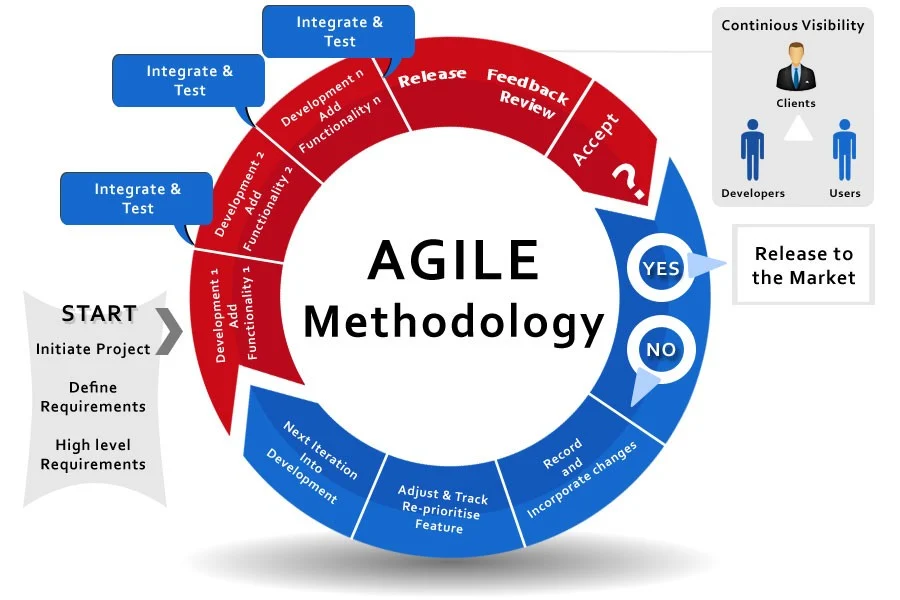 START
Initiate Project
Define
Requirements
High level
Requirements
Development 1
Add
Functionality 1
Integrate &
Test
Development 2
Add
Functionality 2
Integrate &
Test
Development n
Add
Functionality n
Integrate &
Test
Release
Feedback
Review
Accept
?
YES
Release to
the Market
NO
Record
and
Incorporate changes
Adjust & Track
Re-prioritise
Feature
Next Iteration
Into
Development
AGILE
Methodology
Continious Visibility
Clients
Developers
Users